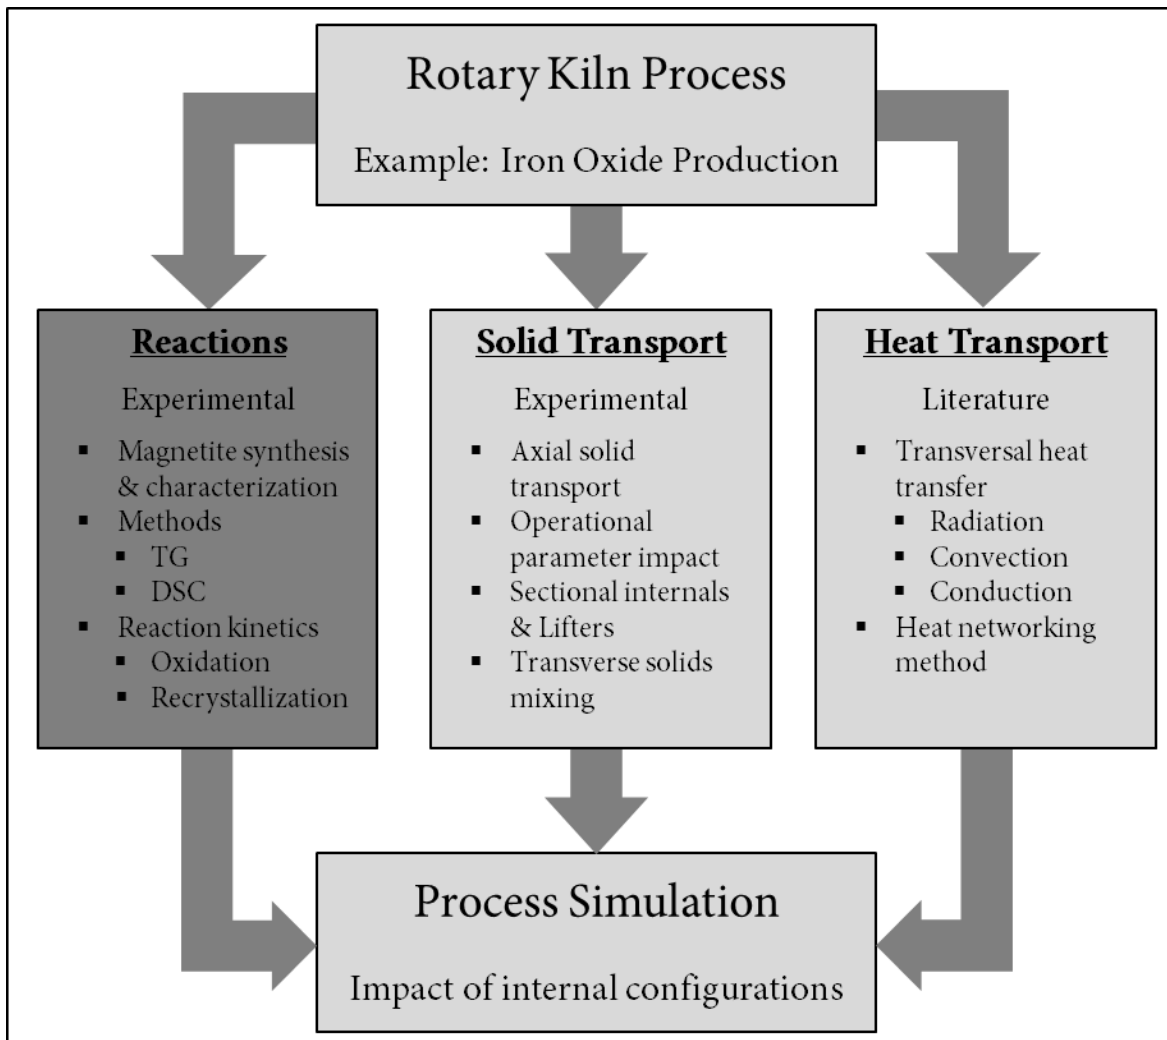 Rotary Kiln Process
Example: Iron Oxide Production
Reactions
Experimental
▪ Magnetite synthesis
& characterization
▪ Methods
▪ TG
▪ DSC
▪ Reaction kinetics
▪ Oxidation
▪ Recrystallization
Solid Transport
Experimental
▪ Axial solid
transport
▪ Operational
parameter impact
▪ Sectional internals
& Lifters
▪ Transverse solids
mixing
Heat Transport
Literature
▪ Transversal heat
transfer
▪ Radiation
▪ Convection
▪ Conduction
▪ Heat networking
method
Process Simulation
Impact of internal configurations